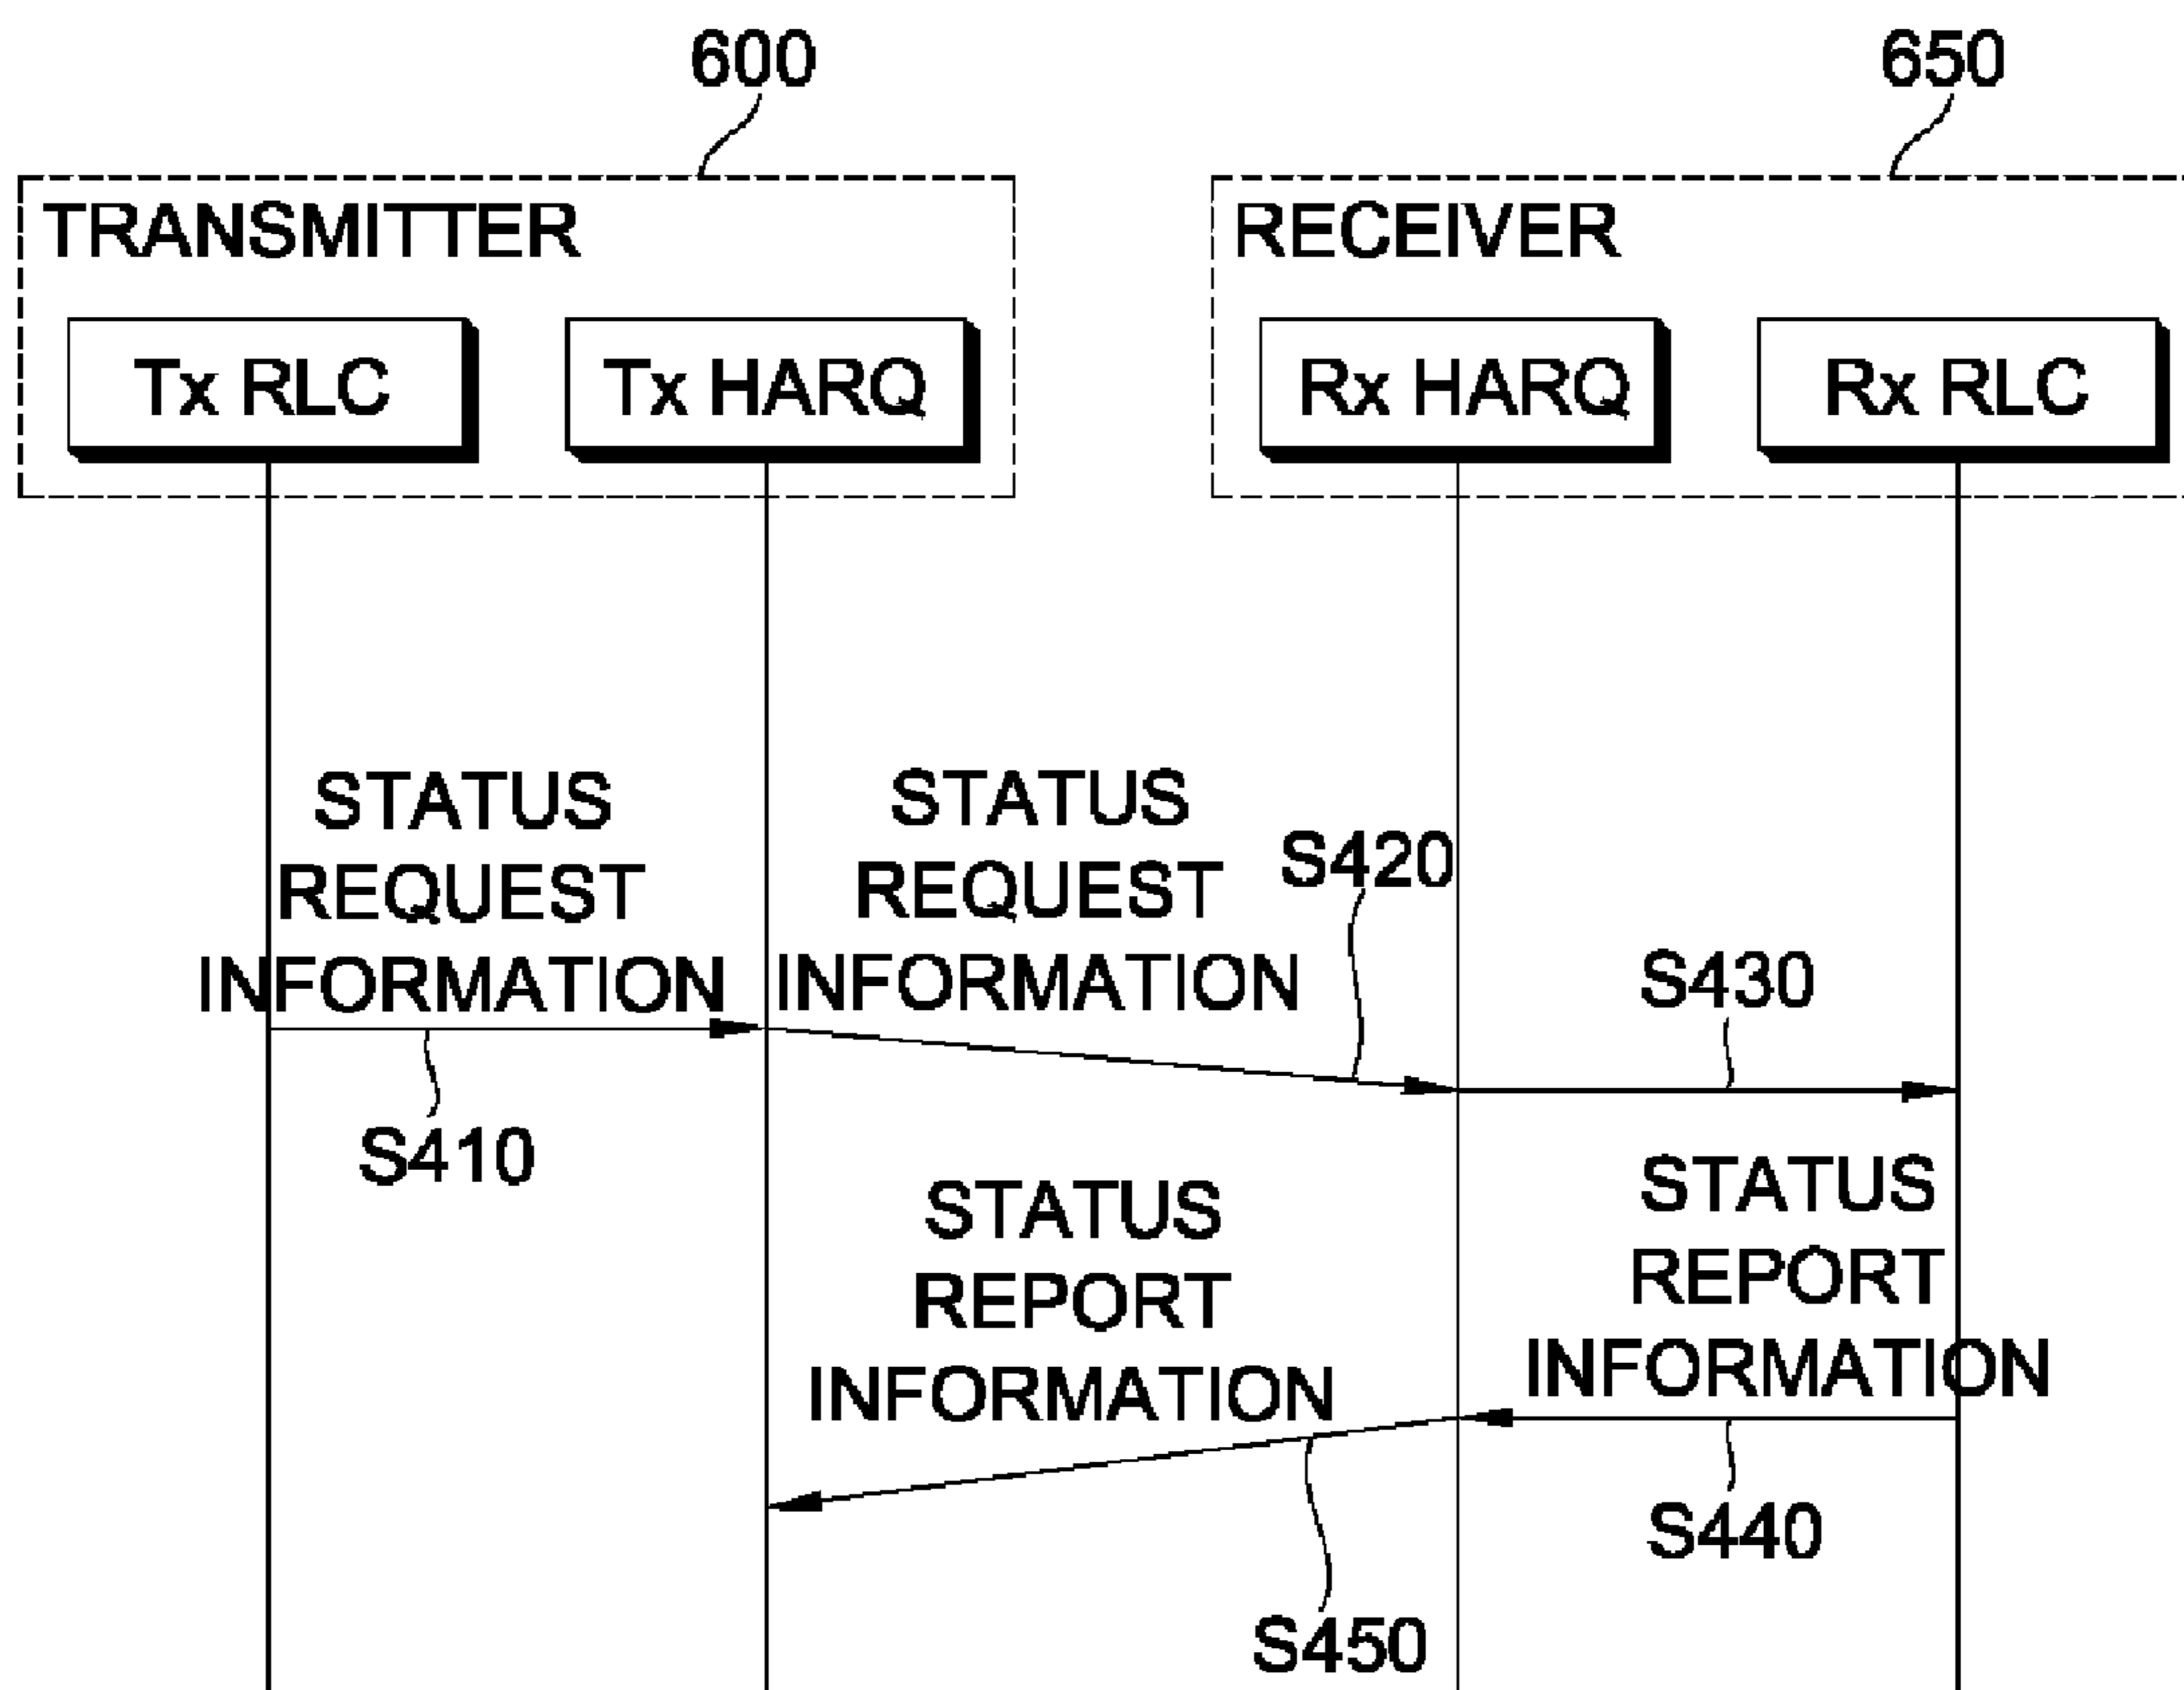 600
650
TRANSMITTER
RECEIVER
Tx RLC
Tx HARQ
Rx HARQ
Rx RLC
STATUS
REQUEST
INFORMATION
STATUS
REQUEST
INFORMATION
S420
S430
S410
STATUS
REPORT
INFORMATION
STATUS
REPORT
INFORMATION
S440
S450